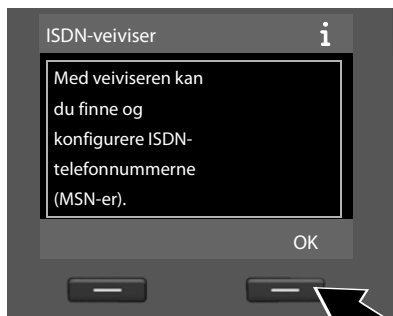 ISDN-veiviser i
Med veiviseren kan
du finne og
konfigurere ISDN-
telefonnummerne
(MSN-er).
OK